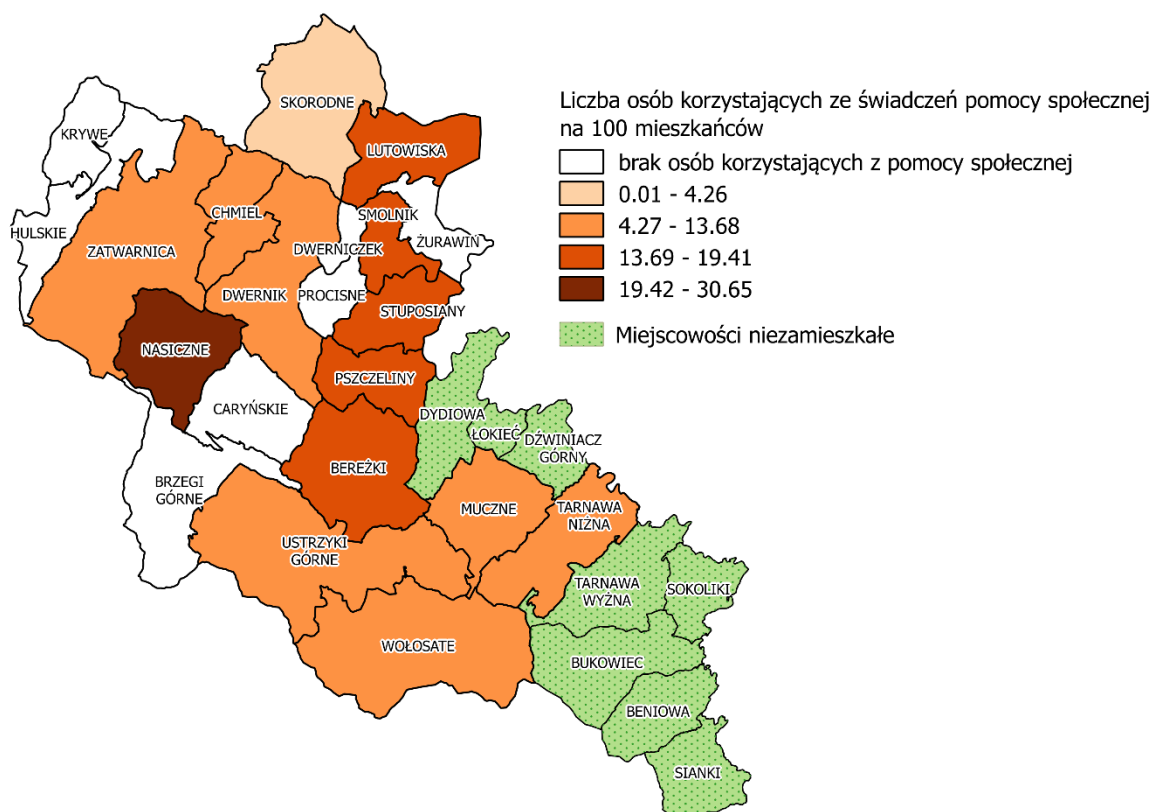 Liczba osób korzystających ze świadczeń pomocy społecznej
na 100 mieszkańców
brak osób korzystających z pomocy społecznej
0.01 - 4.26
4.27 - 13.68
13.69 - 19.41
19.42 - 30.65
Miejscowości niezamieszkałe
SKORODNE
KRYWE
LUTOWISKA
HULSKIE
CHMIEL
SMOLNIK
ŻURAWIN
ZATWARNICA
DWERNICZEK
DWERNIK
PROCISNE
STUPOSIANY
NASICZNE
PSZCZELINY
CARYŃSKIE
DYDIOWA
ŁOKIEĆ
DŹWINIACZ
GÓRNY
BEREŻKI
BRZEGI
GÓRNE
MUCZNE
TARNAWA
NIŻNA
USTRZYKI
GÓRNE
TARNAWA
WYŻNA
SOKOLIKI
WOŁOSATE
BUKOWIEC
BENIOWA
SIANKI